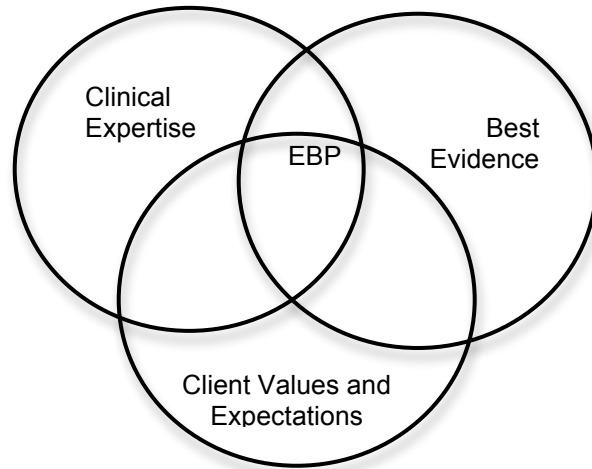 Clinical
Expertise
Best
Evidence
EBP
Client Values and
Expectations